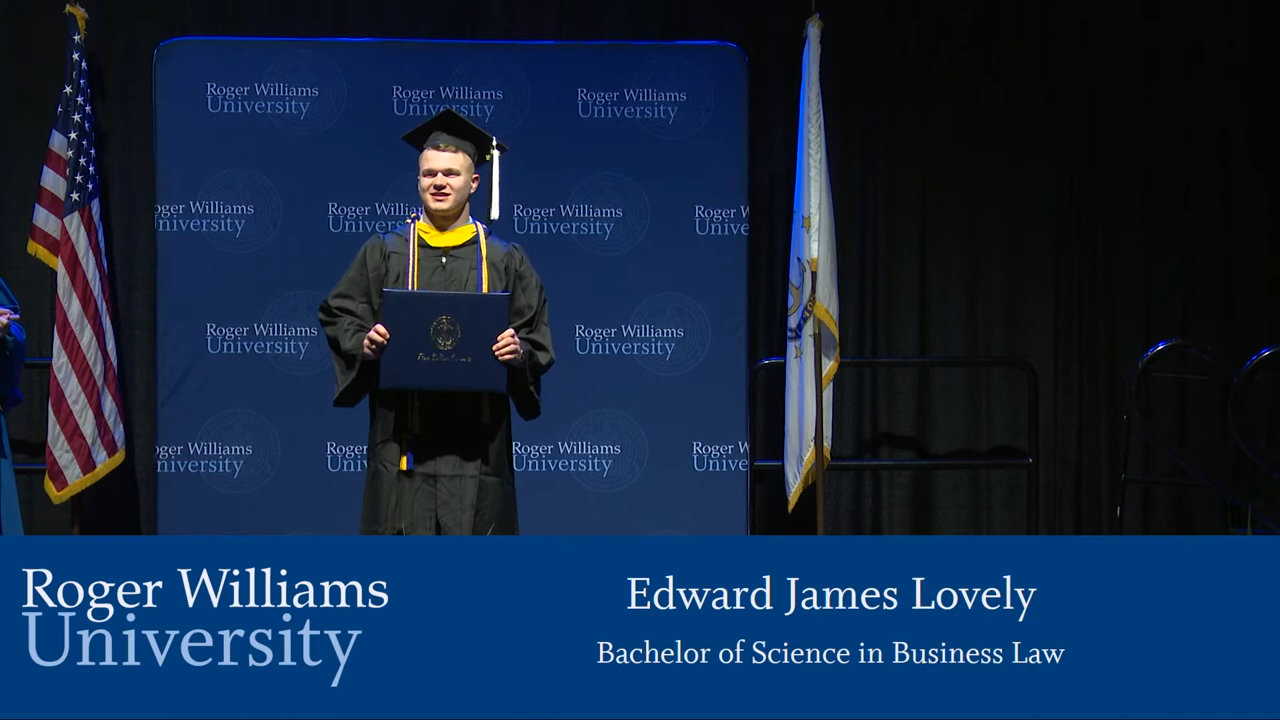 Roger Williams
University
Roger Williams
University
Roger Williams
University
Roger Williams
University
Roger Williams
University
Roger Williams
University
Roger Williams
University
Roger Williams
University
Roger Williams
University
Roger Williams
University
Edward James Lovely
Bachelor of Science in Business Law